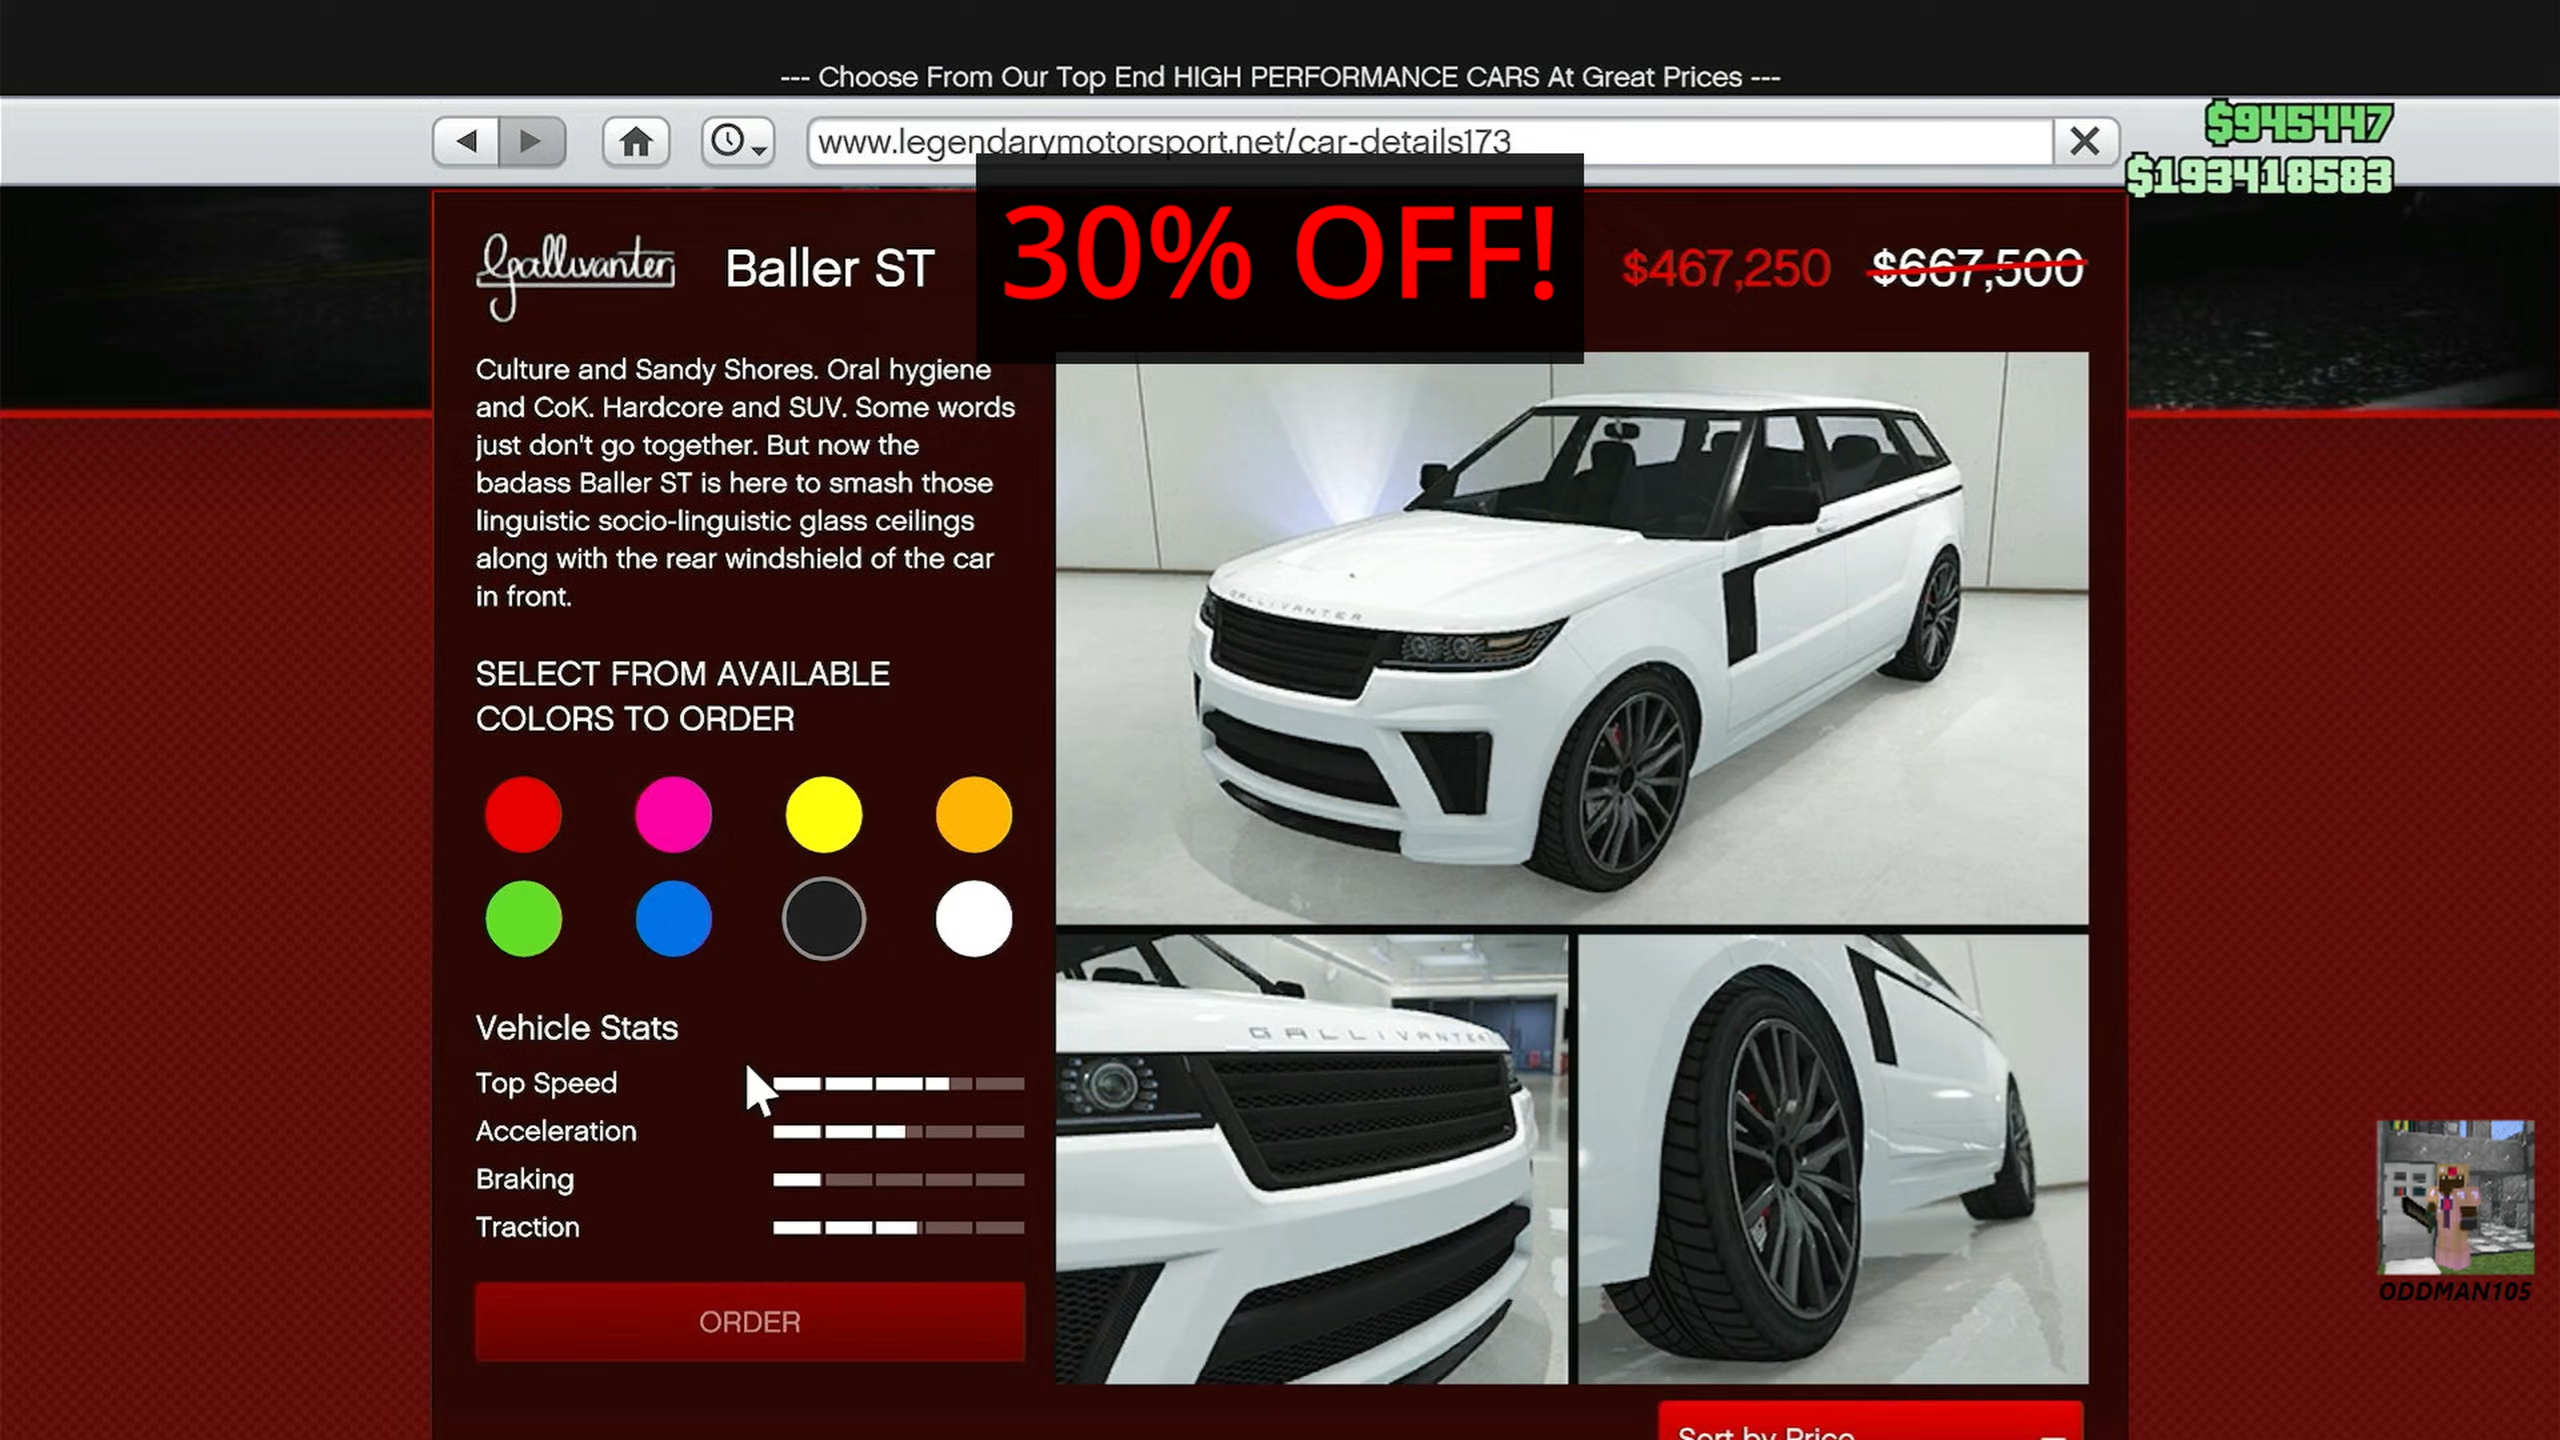 --- Choose From Our Top End HIGH PERFORMANCE CARS At Great Prices ---
www.legendarymotorsport.net/car-details173
$945447
$193418583
Gallivanter
Baller ST
30% OFF!
$467,250
$667,500
Culture and Sandy Shores. Oral hygiene
and CoK. Hardcore and SUV. Some words
just don't go together. But now the
badass Baller ST is here to smash those
linguistic socio-linguistic glass ceilings
along with the rear windshield of the car
in front.
GALLIVANTER
SELECT FROM AVAILABLE
COLORS TO ORDER
Vehicle Stats
GALLIVANTER
Top Speed
Acceleration
Braking
Traction
ORDER
ODDMAN105
Sort by Price